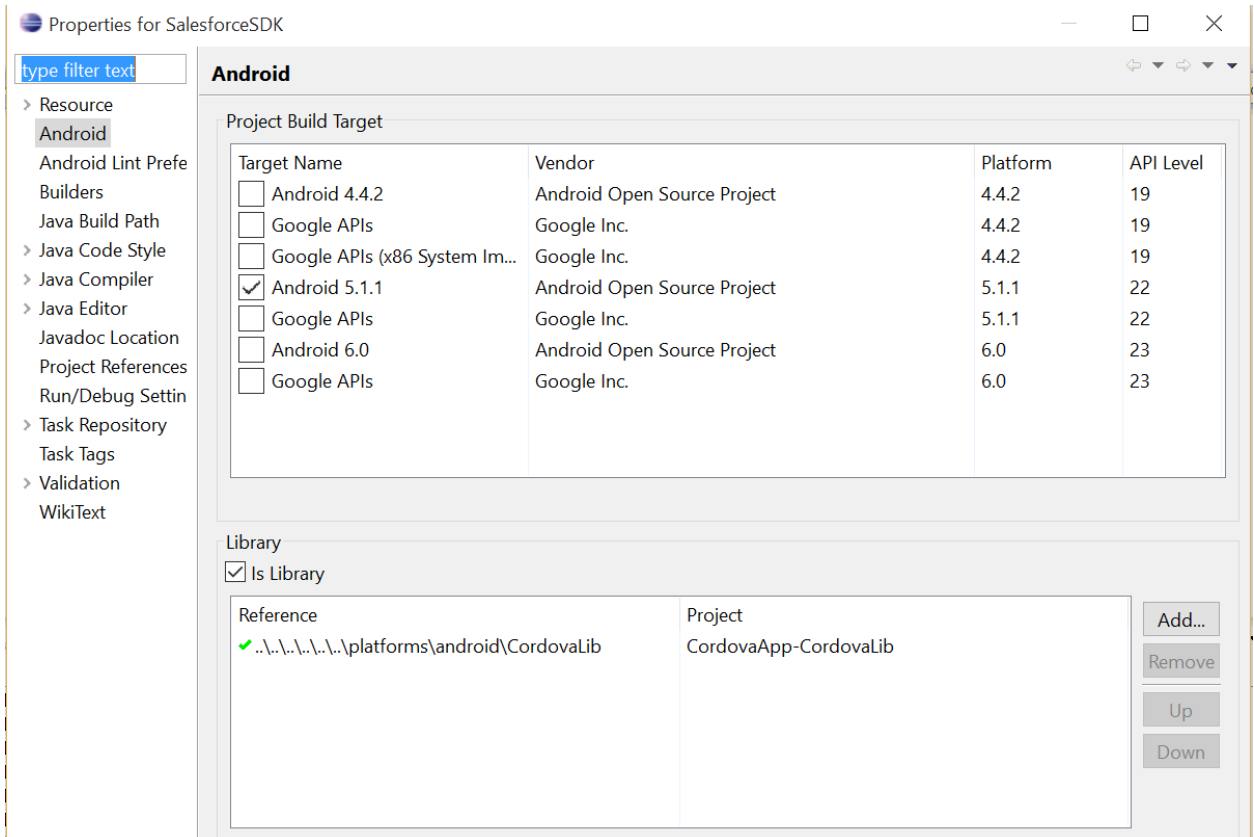 Properties for SalesforceSDK
type filter text
Resource
Android
Android Lint Prefe
Builders
Java Build Path
Java Code Style
Java Compiler
Java Editor
Javadoc Location
Project References
Run/Debug Settin
Task Repository
Task Tags
Validation
WikiText
Android
Project Build Target
Target Name Vendor Platform API Level
Android 4.4.2 Android Open Source Project 4.4.2 19
Google APIs Google Inc. 4.4.2 19
Google APIs (x86 System Im... Google Inc. 4.4.2 19
Android 5.1.1 Android Open Source Project 5.1.1 22
Google APIs Google Inc. 5.1.1 22
Android 6.0 Android Open Source Project 6.0 23
Google APIs Google Inc. 6.0 23
Library
Is Library
Reference Project
..\..\..\..\..\..\platforms\android\CordovaLib CordovaApp-CordovaLib
Add...
Remove
Up
Down